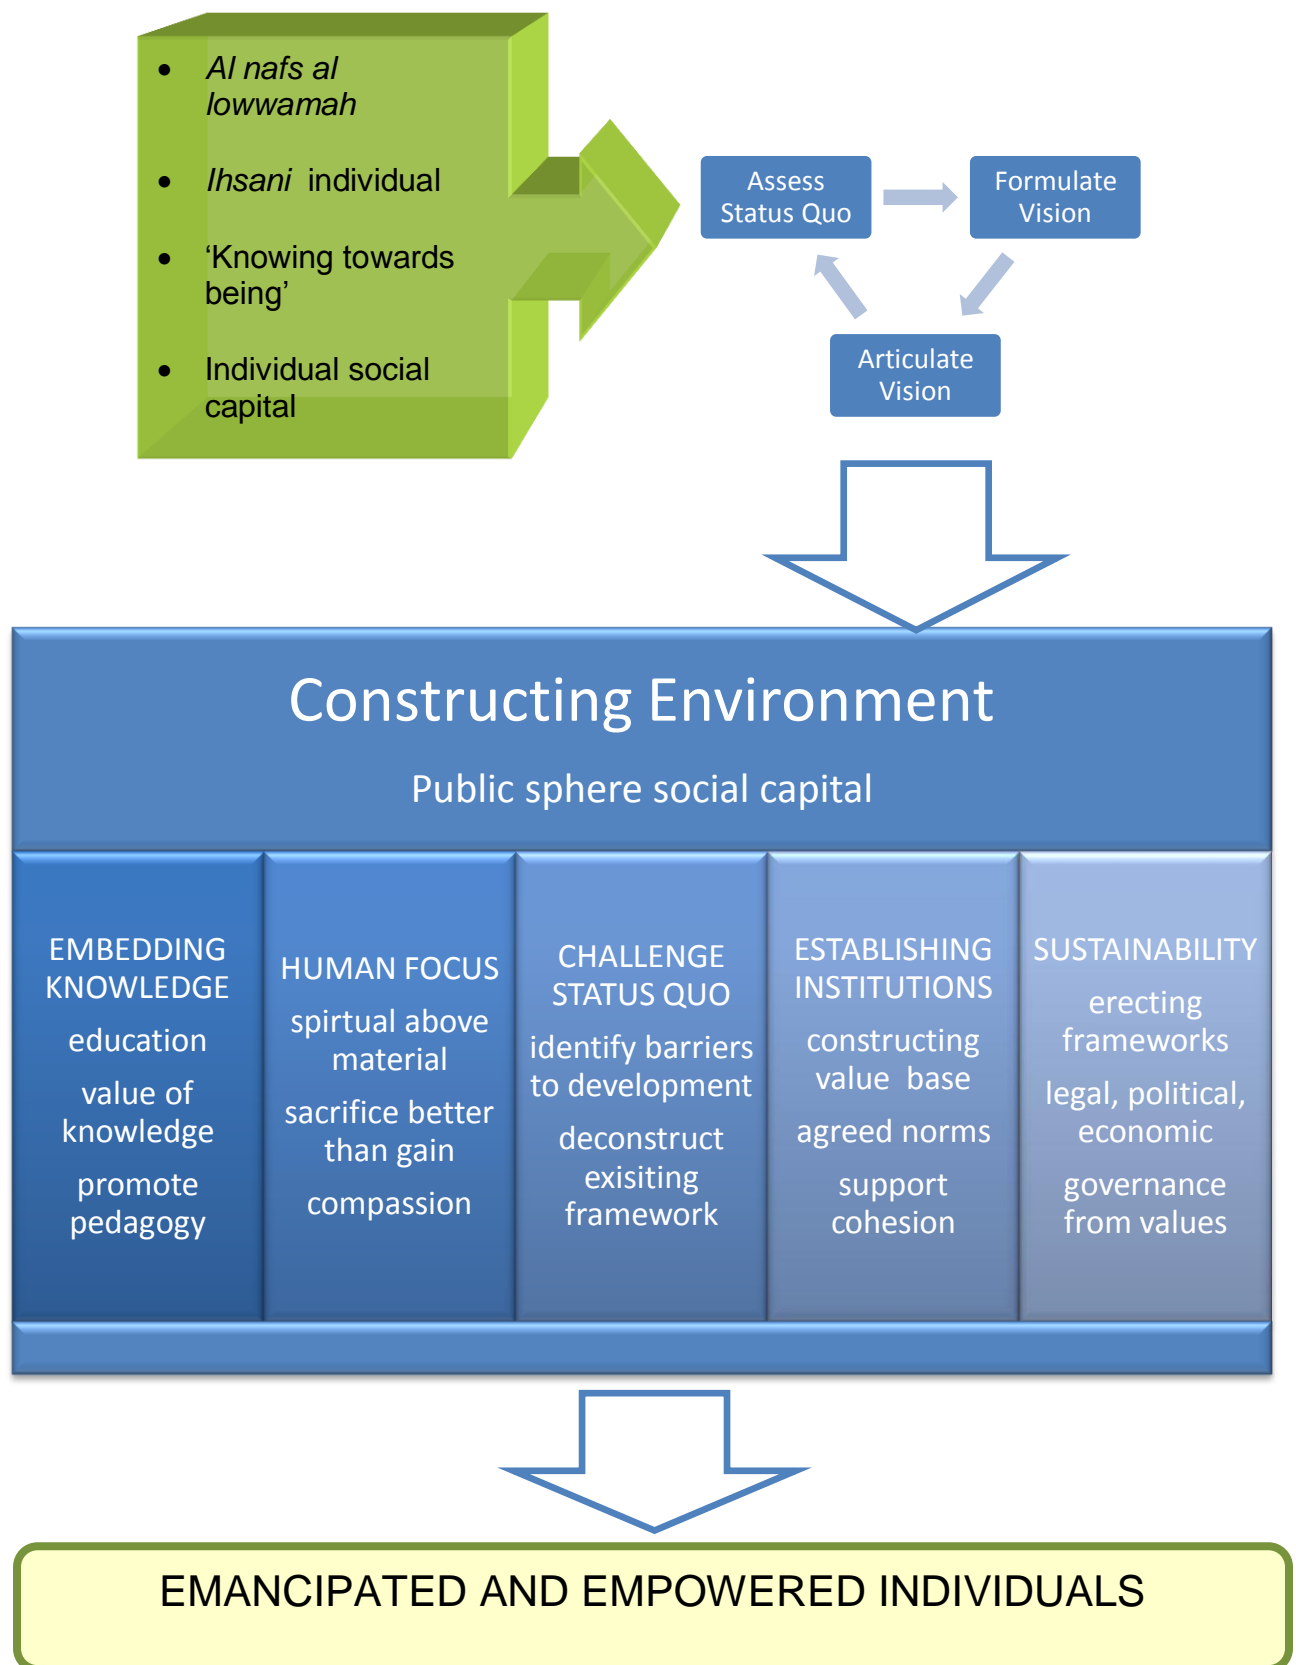 • Al nafs al
lowwamah
• Ihsani individual
• ‘Knowing towards
being’
• Individual social
capital
Assess
Status Quo
Formulate
Vision
Articulate
Vision
Constructing Environment
Public sphere social capital
EMBEDDING
KNOWLEDGE
education
value of
knowledge
promote
pedagogy
HUMAN FOCUS
spirtual above
material
sacrifice better
than gain
compassion
CHALLENGE
STATUS QUO
identify barriers
to development
deconstruct
exisiting
framework
ESTABLISHING
INSTITUTIONS
constructing
value base
agreed norms
support
cohesion
SUSTAINABILITY
erecting
frameworks
legal, political,
economic
governance
from values
EMANCIPATED AND EMPOWERED INDIVIDUALS